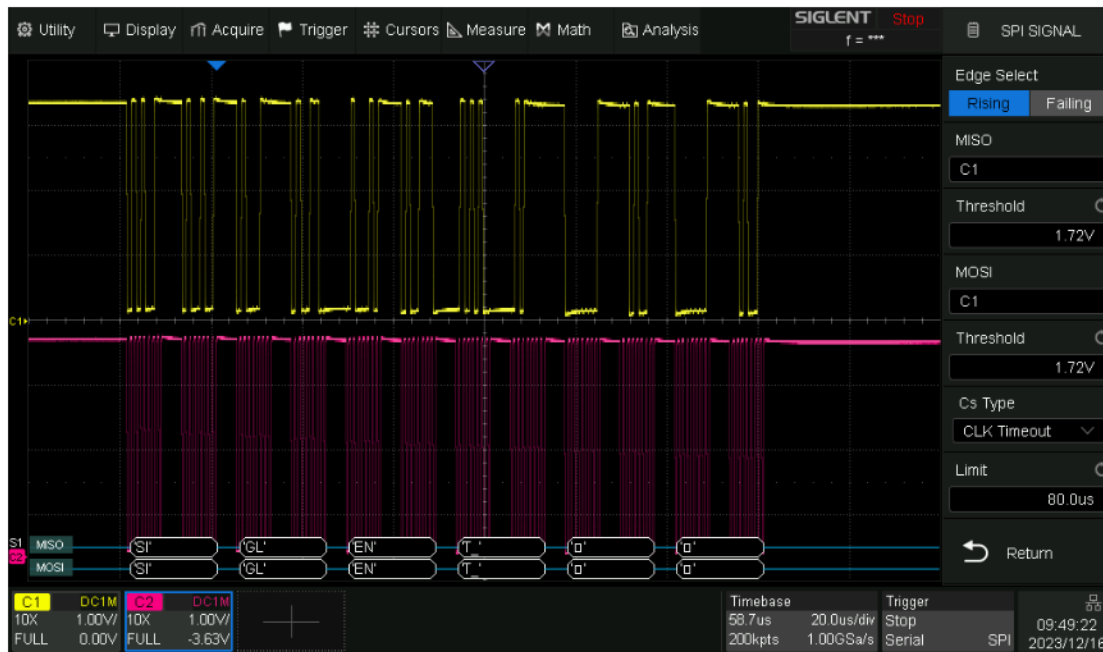 Utility Display Acquire Trigger Cursors Measure Math Analysis
SIGLENT Stop
f = ***
SPI SIGNAL
Edge Select
Rising Failing
MISO
C1
Threshold
1.72V
MOSI
C1
Threshold
1.72V
Cs Type
CLK Timeout
Limit
80.0us
Return
C1
S1 MISO 'SI' 'GL' 'EN' 'T_' '¤' '¤'
C2
MOSI 'SI' 'GL' 'EN' 'T_' '¤' '¤'
C1 DC1M
10X 1.00V/
FULL 0.00V
C2 DC1M
10X 1.00V/
FULL -3.63V
Timebase
58.7us 20.0us/div
200kpts 1.00GSa/s
Trigger
Stop
Serial SPI
09:49:22
2023/12/16